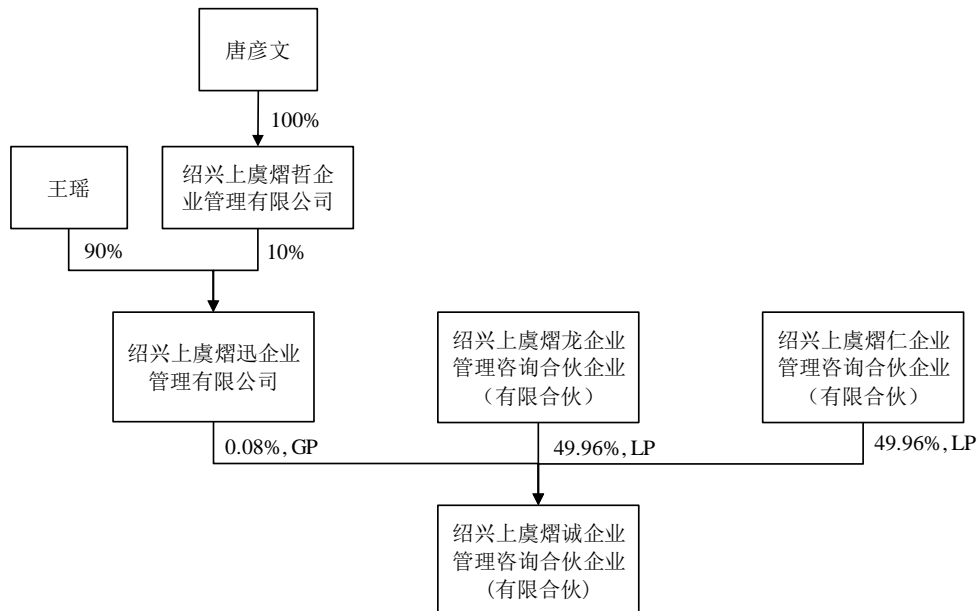 唐彦文
100%
王瑶
绍兴上虞熠哲企
业管理有限公司
90%
10%
绍兴上虞熠迅企业
管理有限公司
绍兴上虞熠龙企业
管理咨询合伙企业
（有限合伙）
绍兴上虞熠仁企业
管理咨询合伙企业
（有限合伙）
0.08%, GP
49.96%, LP
49.96%, LP
绍兴上虞熠诚企业
管理咨询合伙企业
(有限合伙)